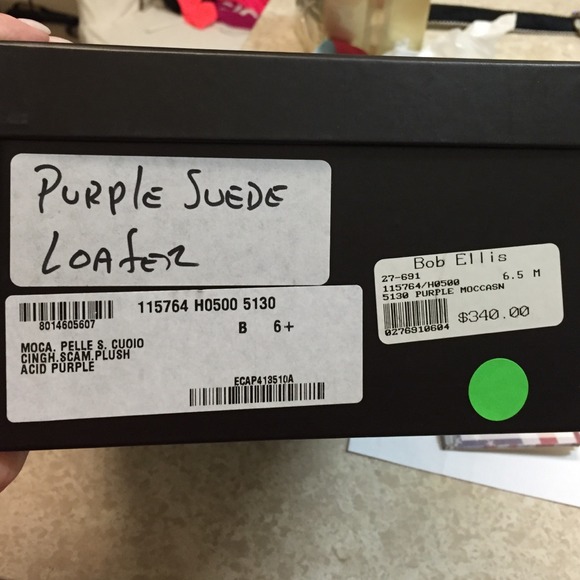 PURPLE SUEDE
LOAFER
115764 H0500 5130
8014605607
B 6+
MOCA. PELLE S. CUOIO
CINGH.SCAM.PLUSH
ACID PURPLE
ECAP413510A
Bob Ellis
27-691
115764/H0500 6.5 M
5130 PURPLE MOCCASN
$340.00
0276910604